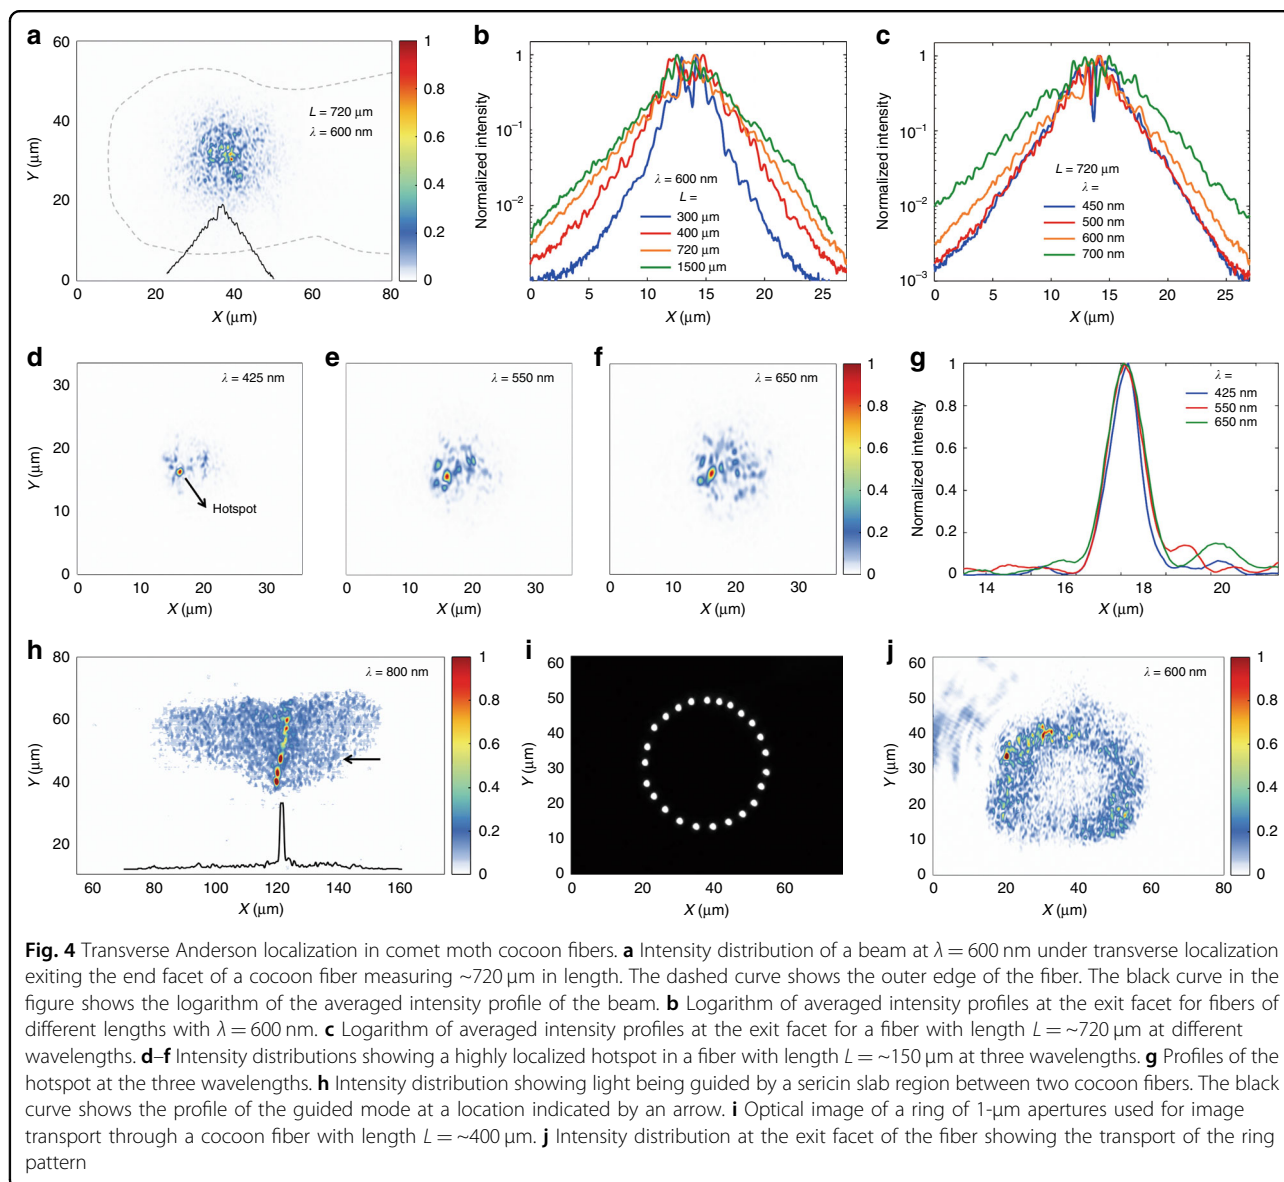 a
60
40
20
0
Y (μm)
20
40
60
80
X (μm)
L = 720 μm
λ = 600 nm
1
0.8
0.6
0.4
0.2
0
b
Normalized intensity
1
10⁻¹
10⁻²
0
5
10
15
20
25
X (μm)
λ = 600 nm
L =
300 μm
400 μm
720 μm
1500 μm
c
Normalized intensity
1
10⁻¹
10⁻²
10⁻³
0
5
10
15
20
25
X (μm)
L = 720 μm
λ =
450 nm
500 nm
600 nm
700 nm
d
λ = 425 nm
30
20
10
0
Y (μm)
Hotspot
10
20
30
X (μm)
e
λ = 550 nm
0
10
20
30
X (μm)
f
λ = 650 nm
0
10
20
30
X (μm)
1
0.8
0.6
0.4
0.2
0
g
Normalized intensity
1
0.8
0.6
0.4
0.2
0
14
16
18
20
X (μm)
λ =
425 nm
550 nm
650 nm
h
λ = 800 nm
80
60
40
20
Y (μm)
60
80
100
120
140
160
X (μm)
1
0.8
0.6
0.4
0.2
0
i
60
50
40
30
20
10
0
Y (μm)
0
20
40
60
X (μm)
j
λ = 600 nm
60
50
40
30
20
10
0
Y (μm)
0
20
40
60
80
X (μm)
1
0.8
0.6
0.4
0.2
0
Fig. 4 Transverse Anderson localization in comet moth cocoon fibers. a Intensity distribution of a beam at λ = 600 nm under transverse localization
exiting the end facet of a cocoon fiber measuring ~720 μm in length. The dashed curve shows the outer edge of the fiber. The black curve in the
figure shows the logarithm of the averaged intensity profile of the beam. b Logarithm of averaged intensity profiles at the exit facet for fibers of
different lengths with λ = 600 nm. c Logarithm of averaged intensity profiles at the exit facet for a fiber with length L = ~720 μm at different
wavelengths. d–f Intensity distributions showing a highly localized hotspot in a fiber with length L = ~150 μm at three wavelengths. g Profiles of the
hotspot at the three wavelengths. h Intensity distribution showing light being guided by a sericin slab region between two cocoon fibers. The black
curve shows the profile of the guided mode at a location indicated by an arrow. i Optical image of a ring of 1-μm apertures used for image
transport through a cocoon fiber with length L = ~400 μm. j Intensity distribution at the exit facet of the fiber showing the transport of the ring
pattern